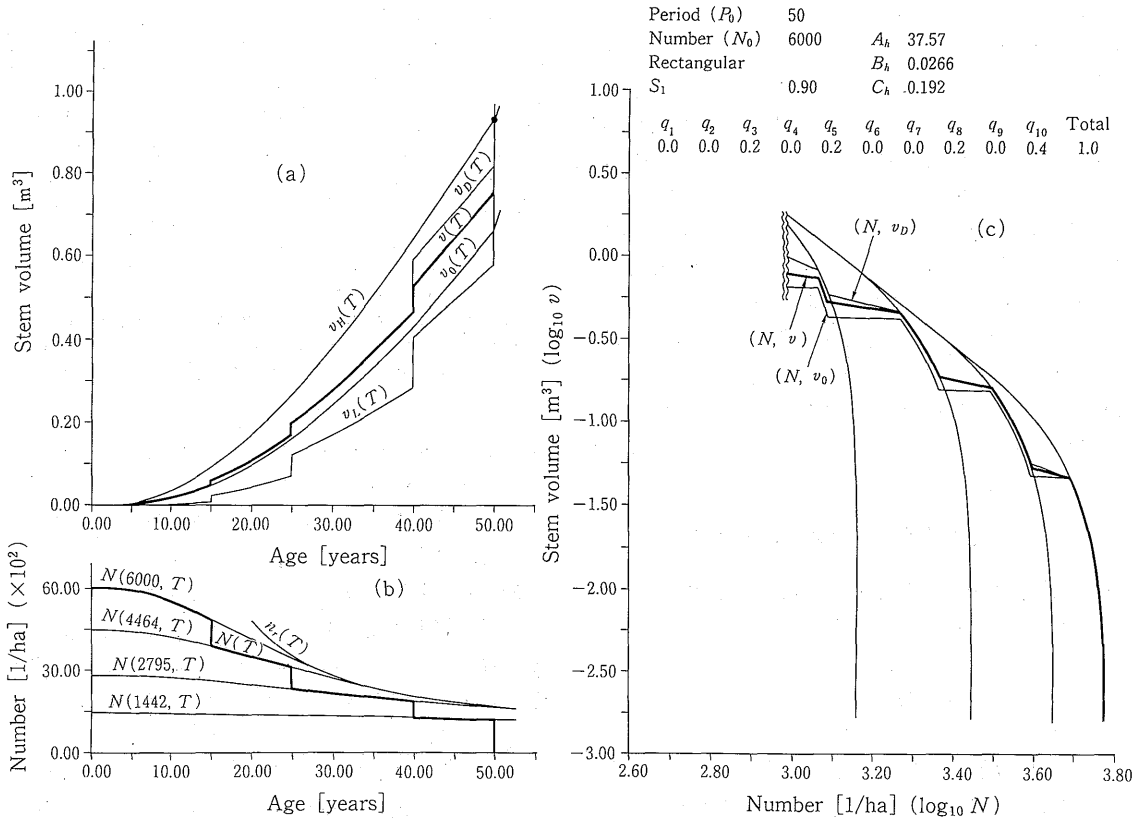 Period (P₀) 50
Number (N₀) 6000 Aₕ 37.57
Rectangular Bₕ 0.0266
S₁ 0.90 Cₕ 0.192
q₁ q₂ q₃ q₄ q₅ q₆ q₇ q₈ q₉ q₁₀ Total
0.0 0.0 0.2 0.0 0.2 0.0 0.0 0.2 0.0 0.4 1.0
Stem volume [m³]
1.00
0.80
0.60
0.40
0.20
0.00
(a)
v_H(T)
v_D(T)
v(T)
v₀(T)
v_L(T)
0.00 10.00 20.00 30.00 40.00 50.00
Age [years]
Number [1/ha] (×10²)
60.00
30.00
0.00
(b)
N(6000, T)
N(4464, T)
N(2795, T)
N(1442, T)
N(T)
n_r(T)
0.00 10.00 20.00 30.00 40.00 50.00
Age [years]
Stem volume [m³] (log₁₀ v)
1.00
0.00
−0.50
−1.00
−1.50
−2.00
−2.50
−3.00
(c)
(N, v_D)
(N, v)
(N, v₀)
2.60 3.00 3.20 3.40 3.60 3.80
Number [1/ha] (log₁₀ N)